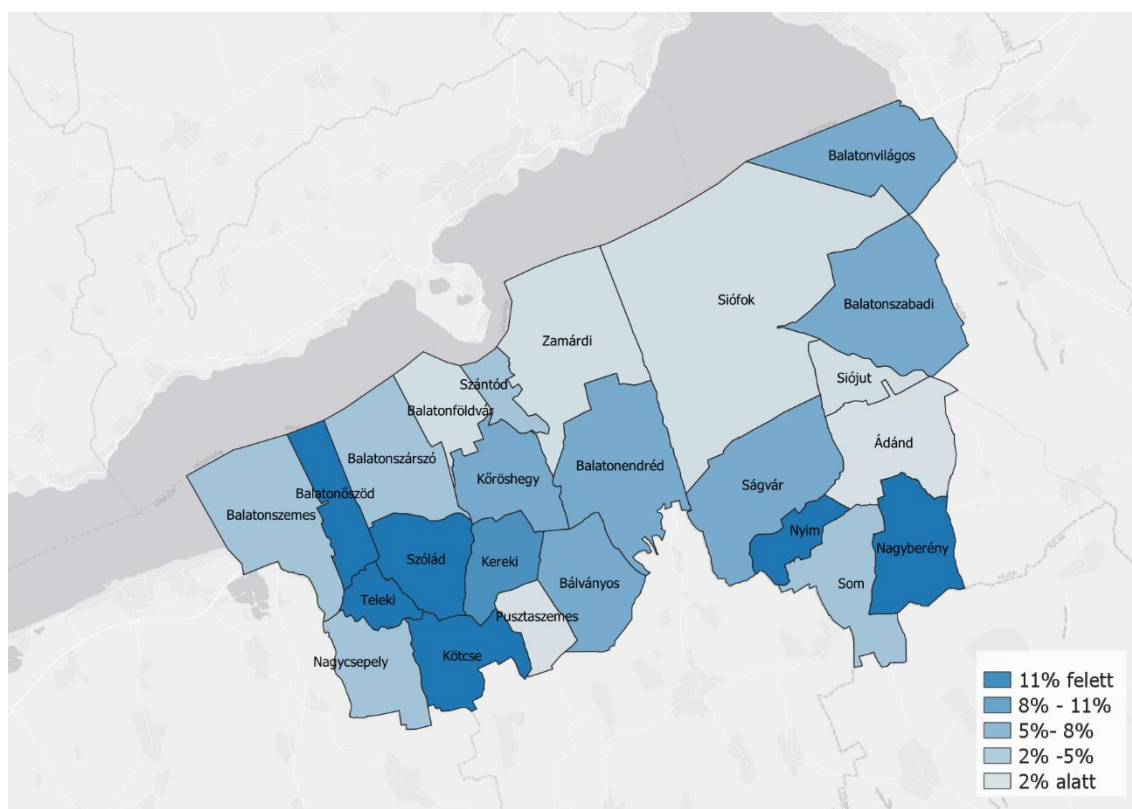 Balatonvilágos
Siófok
Balatonszabadi
Zamárdi
Siójut
Szántód
Balatonföldvár
Ádánd
Balatonszárszó
Kőröshegy
Balatonendréd
Ságvár
Balatonőszöd
Balatonszemes
Nyim
Nagyberény
Szólád
Kereki
Bálványos
Som
Teleki
Pusztaszemes
Nagycsepely
Kötcse
11% felett
8% - 11%
5%- 8%
2% -5%
2% alatt